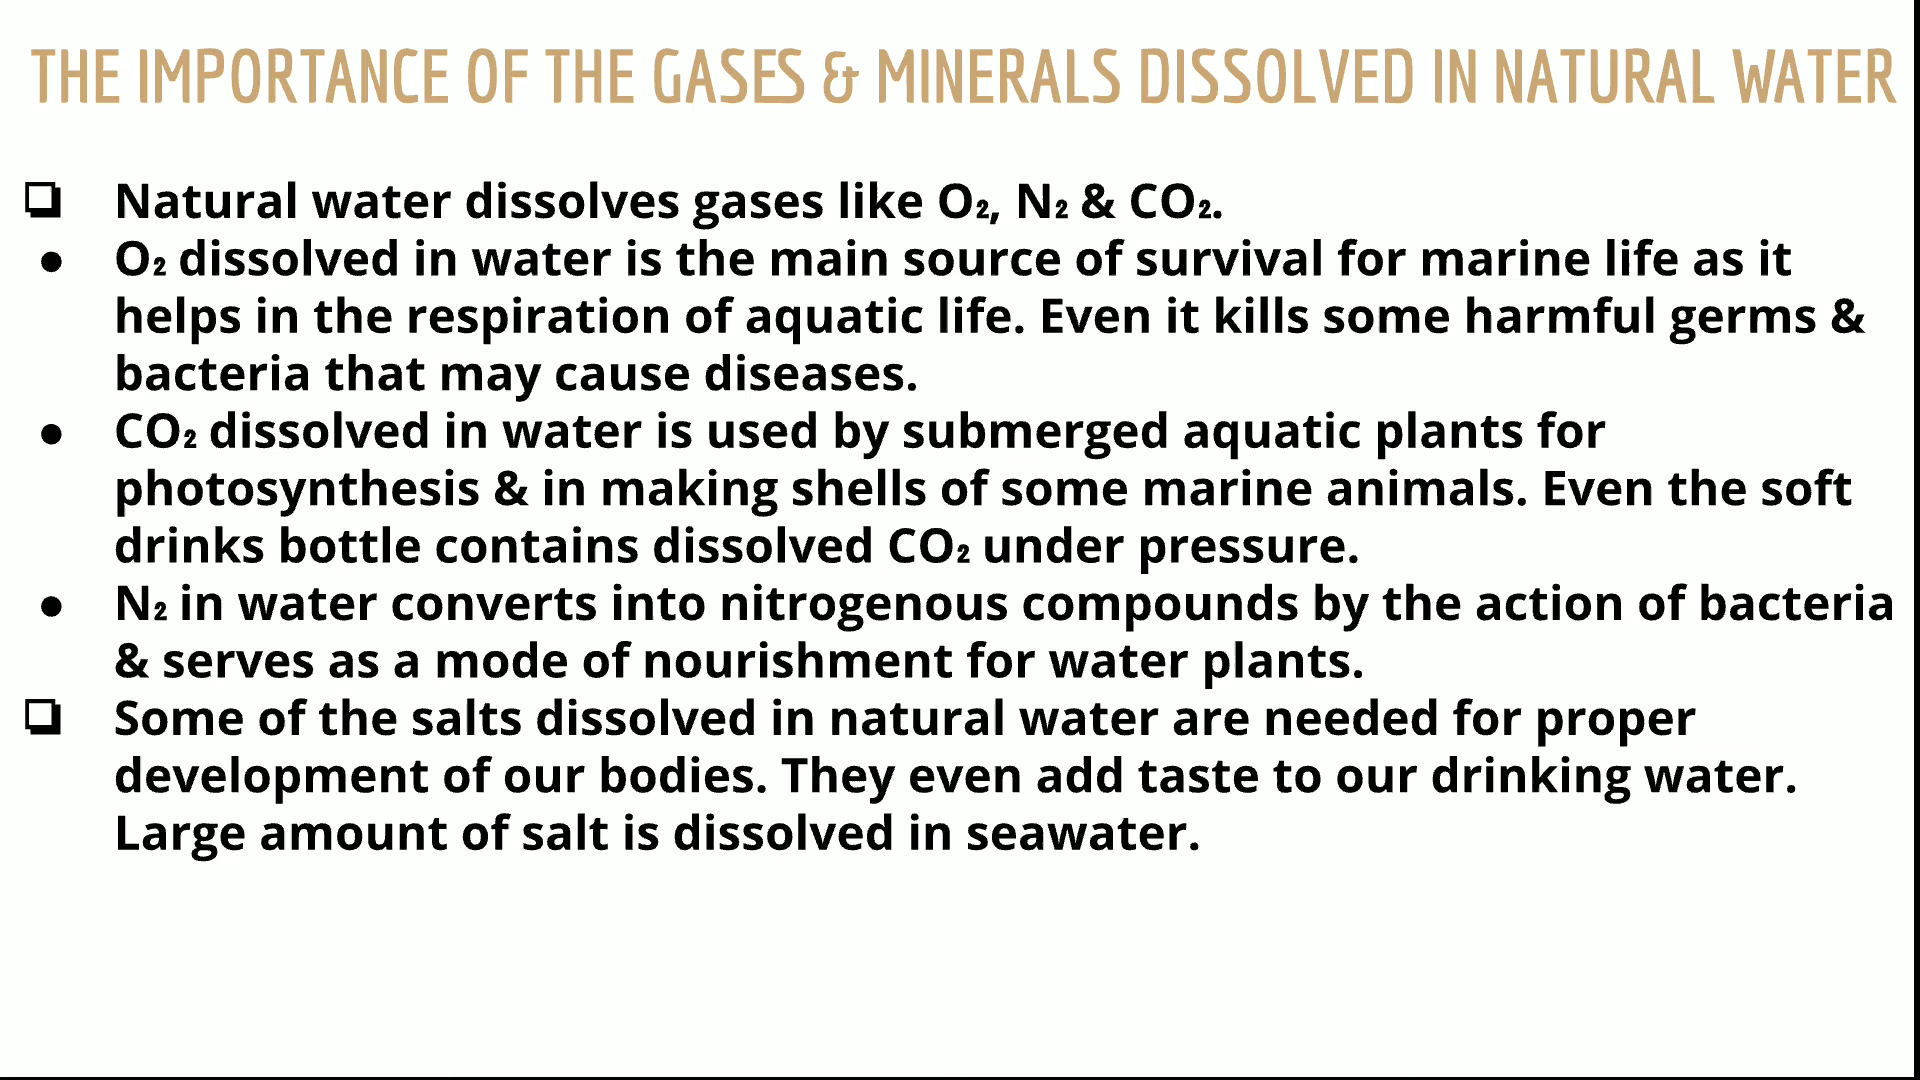 THE IMPORTANCE OF THE GASES & MINERALS DISSOLVED IN NATURAL WATER
❏ Natural water dissolves gases like O₂, N₂ & CO₂.
● O₂ dissolved in water is the main source of survival for marine life as it
helps in the respiration of aquatic life. Even it kills some harmful germs &
bacteria that may cause diseases.
● CO₂ dissolved in water is used by submerged aquatic plants for
photosynthesis & in making shells of some marine animals. Even the soft
drinks bottle contains dissolved CO₂ under pressure.
● N₂ in water converts into nitrogenous compounds by the action of bacteria
& serves as a mode of nourishment for water plants.
❏ Some of the salts dissolved in natural water are needed for proper
development of our bodies. They even add taste to our drinking water.
Large amount of salt is dissolved in seawater.